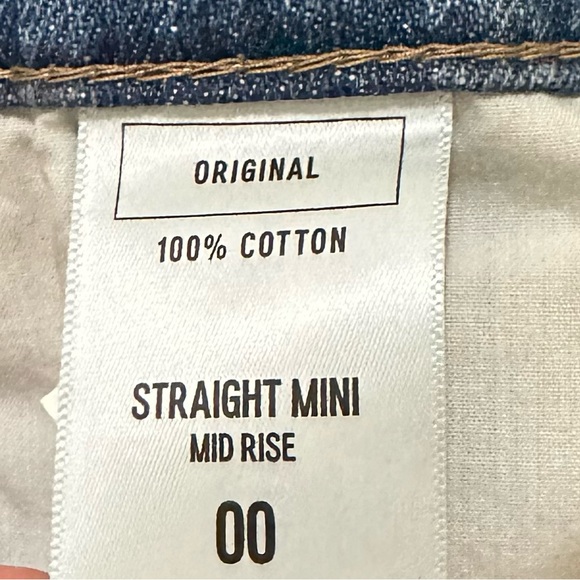 ORIGINAL
100% COTTON
STRAIGHT MINI
MID RISE
00